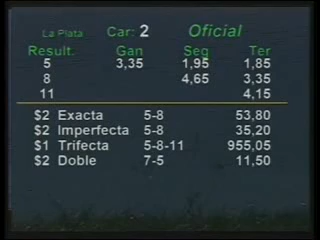 La Plata Car: 2 Oficial
Result. Gan Seg Ter
5 3,35 1,95 1,85
8 4,65 3,35
11 4,15
$2 Exacta 5-8 53,80
$2 Imperfecta 5-8 35,20
$1 Trifecta 5-8-11 955,05
$2 Doble 7-5 11,50